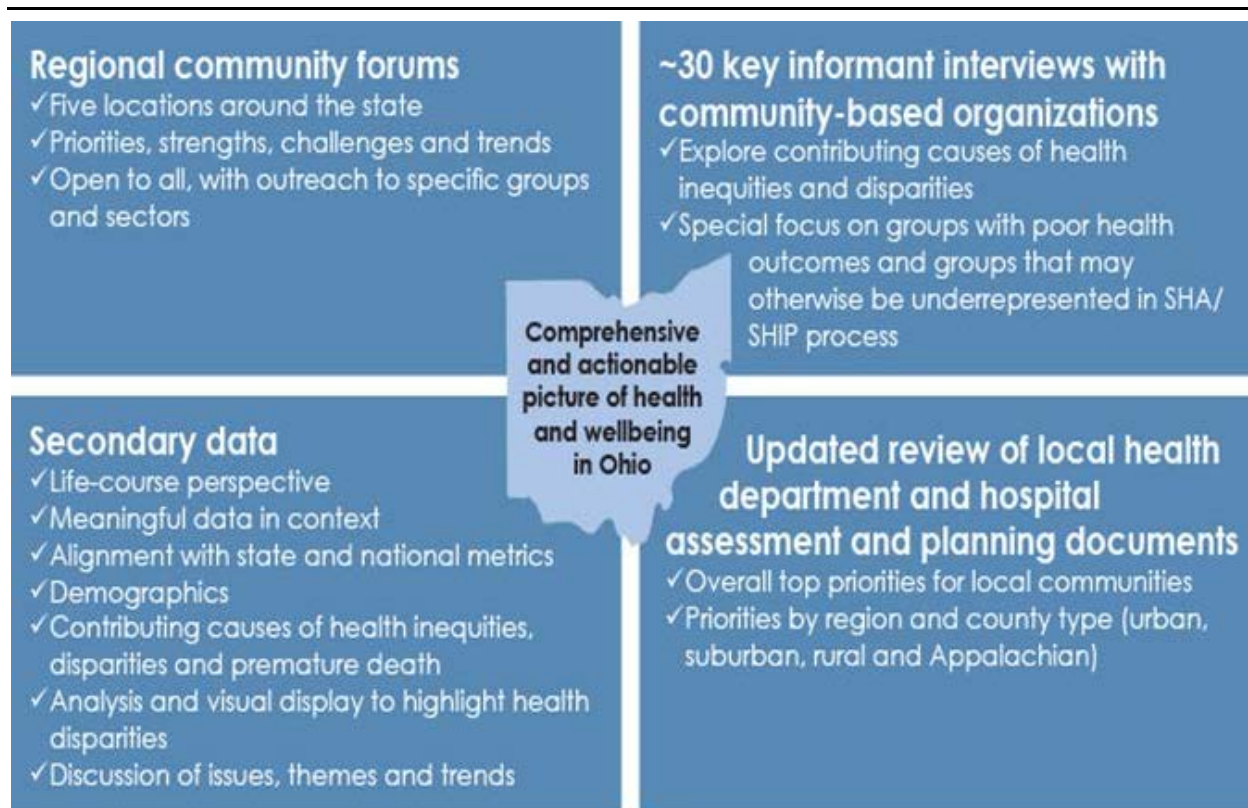 Regional community forums
✓Five locations around the state
✓Priorities, strengths, challenges and trends
✓Open to all, with outreach to specific groups
and sectors
~30 key informant interviews with
community-based organizations
✓Explore contributing causes of health
inequities and disparities
✓Special focus on groups with poor health
outcomes and groups that may
otherwise be underrepresented in SHA/
SHIP process
Comprehensive
and actionable
picture of health
and wellbeing
in Ohio
Secondary data
✓Life-course perspective
✓Meaningful data in context
✓Alignment with state and national metrics
✓Demographics
✓Contributing causes of health inequities,
disparities and premature death
✓Analysis and visual display to highlight health
disparities
✓Discussion of issues, themes and trends
Updated review of local health
department and hospital
assessment and planning documents
✓Overall top priorities for local communities
✓Priorities by region and county type (urban,
suburban, rural and Appalachian)